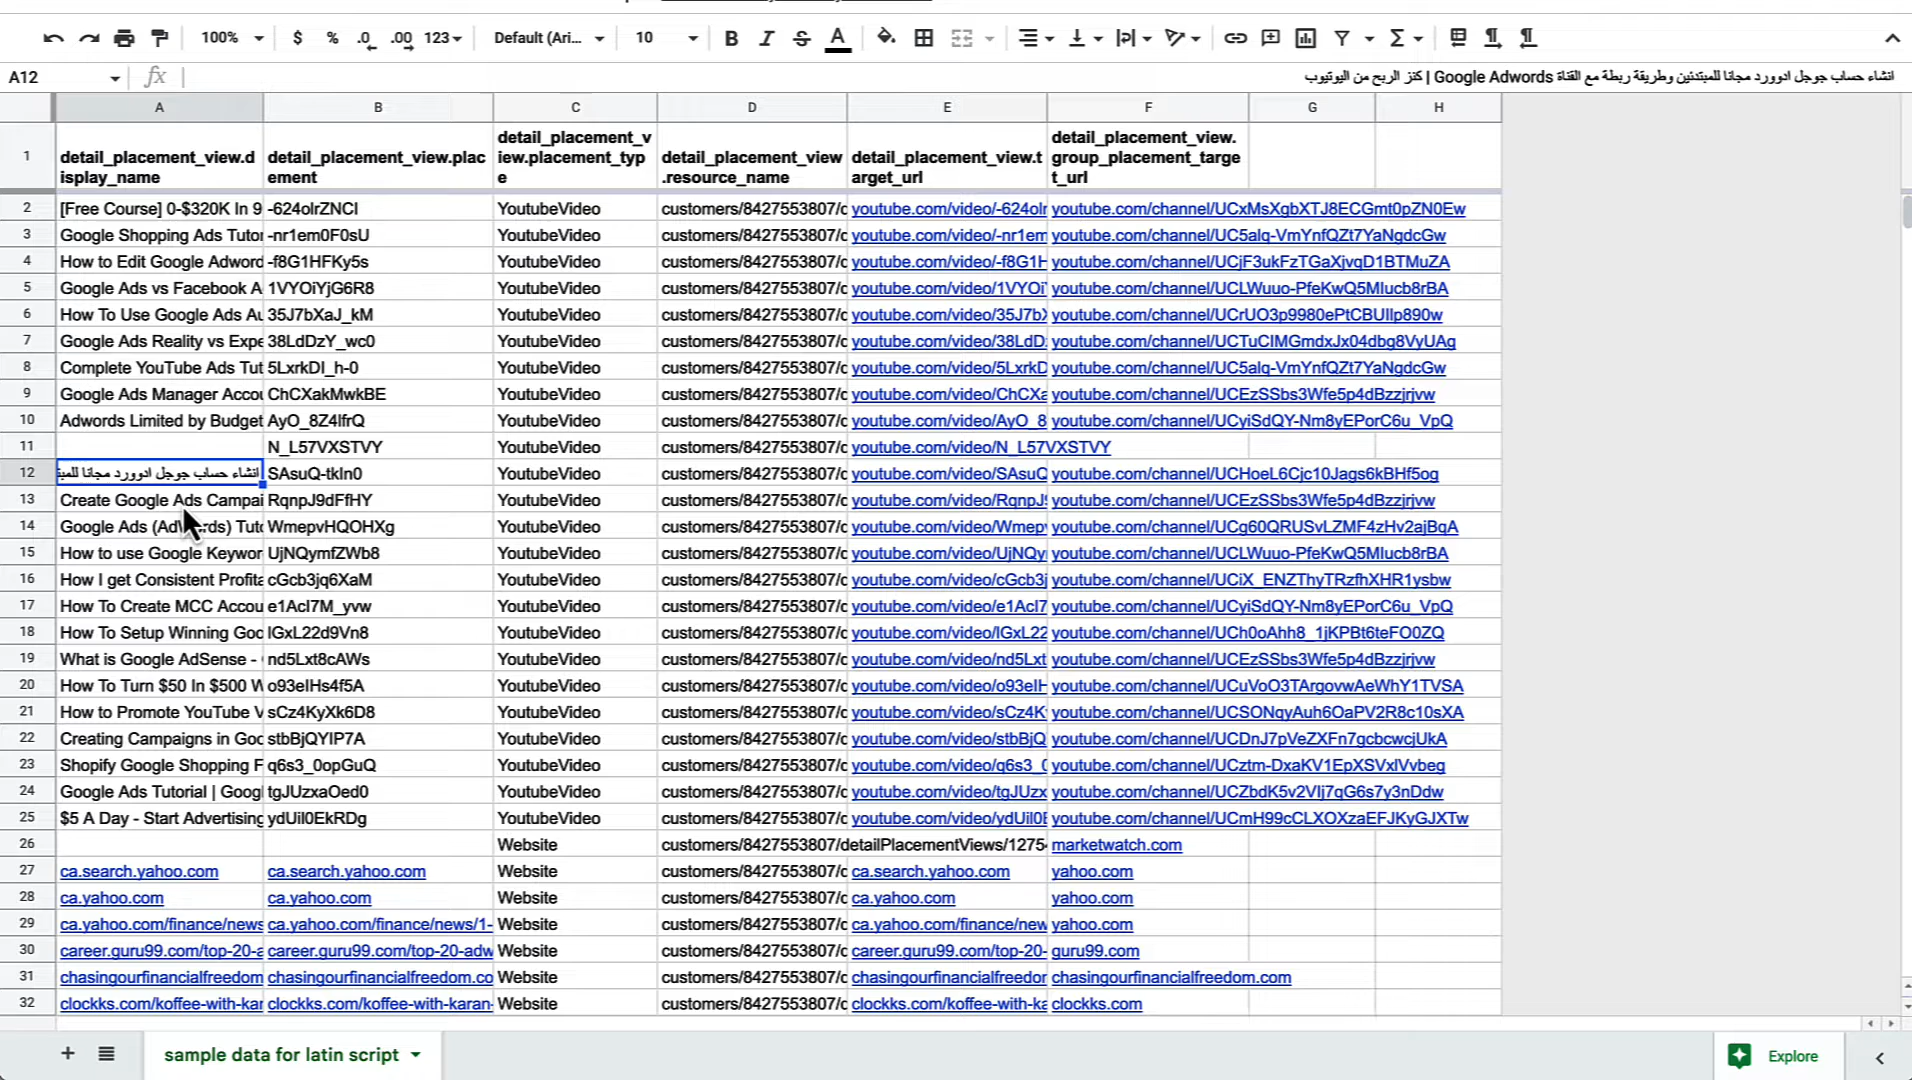 100% $ % .0 .00 123 Default (Ari... 10 B I S A
A12 fx انشاء حساب جوجل ادوورد مجانا للمبتدئين وطريقة ربطة مع القناة Google Adwords | كنز الربح من اليوتيوب
A B C D E F G H
1 detail_placement_view.display_name detail_placement_view.placement detail_placement_view.placement_type detail_placement_view.resource_name detail_placement_view.target_url detail_placement_view.group_placement_target_url
2 [Free Course] 0-$320K In 9 -624olrZNCI YoutubeVideo customers/8427553807/d youtube.com/video/-624olr youtube.com/channel/UCxMsXgbXTJ8ECGmt0pZN0Ew
3 Google Shopping Ads Tutor -nr1em0F0sU YoutubeVideo customers/8427553807/d youtube.com/video/-nr1em youtube.com/channel/UC5alq-VmYnfQZt7YaNgdcGw
4 How to Edit Google Adword -f8G1HFKy5s YoutubeVideo customers/8427553807/d youtube.com/video/-f8G1H youtube.com/channel/UCjF3ukFzTGaXjvqD1BTMuZA
5 Google Ads vs Facebook A 1VYOiYjG6R8 YoutubeVideo customers/8427553807/d youtube.com/video/1VYOi youtube.com/channel/UCLWuuo-PfeKwQ5MIucb8rBA
6 How To Use Google Ads Au 35J7bXaJ_kM YoutubeVideo customers/8427553807/d youtube.com/video/35J7bX youtube.com/channel/UCrUO3p9980ePtCBUIlp890w
7 Google Ads Reality vs Expe 38LdDzY_wc0 YoutubeVideo customers/8427553807/d youtube.com/video/38LdD youtube.com/channel/UCTuCIMGmdxJx04dbg8VyUAg
8 Complete YouTube Ads Tut 5LxrkDI_h-0 YoutubeVideo customers/8427553807/d youtube.com/video/5LxrkD youtube.com/channel/UC5alq-VmYnfQZt7YaNgdcGw
9 Google Ads Manager Accou ChCXakMwkBE YoutubeVideo customers/8427553807/d youtube.com/video/ChCXa youtube.com/channel/UCEzSSbs3Wfe5p4dBzzjrjvw
10 Adwords Limited by Budget AyO_8Z4lfrQ YoutubeVideo customers/8427553807/d youtube.com/video/AyO_8 youtube.com/channel/UCyiSdQY-Nm8yEPorC6u_VpQ
11 N_L57VXSTVY YoutubeVideo customers/8427553807/d youtube.com/video/N_L57VXSTVY
12 انشاء حساب جوجل ادوورد مجانا للمبت SAsuQ-tkIn0 YoutubeVideo customers/8427553807/d youtube.com/video/SAsuQ youtube.com/channel/UCHoeL6Cjc10Jags6kBHf5og
13 Create Google Ads Campai RqnpJ9dFfHY YoutubeVideo customers/8427553807/d youtube.com/video/RqnpJ9 youtube.com/channel/UCEzSSbs3Wfe5p4dBzzjrjvw
14 Google Ads (AdWords) Tuto WmepvHQOHXg YoutubeVideo customers/8427553807/d youtube.com/video/Wmep youtube.com/channel/UCg60QRUSvLZMF4zHv2ajBqA
15 How to use Google Keywor UjNQymfZWb8 YoutubeVideo customers/8427553807/d youtube.com/video/UjNQy youtube.com/channel/UCLWuuo-PfeKwQ5MIucb8rBA
16 How I get Consistent Profita cGcb3jq6XaM YoutubeVideo customers/8427553807/d youtube.com/video/cGcb3j youtube.com/channel/UCiX_ENZThyTRzfhXHR1ysbw
17 How To Create MCC Accou e1AcI7M_yvw YoutubeVideo customers/8427553807/d youtube.com/video/e1AcI7 youtube.com/channel/UCyiSdQY-Nm8yEPorC6u_VpQ
18 How To Setup Winning Goo lGxL22d9Vn8 YoutubeVideo customers/8427553807/d youtube.com/video/lGxL22 youtube.com/channel/UCh0oAhh8_1jKPBt6teFO0ZQ
19 What is Google AdSense - nd5Lxt8cAWs YoutubeVideo customers/8427553807/d youtube.com/video/nd5Lxt youtube.com/channel/UCEzSSbs3Wfe5p4dBzzjrjvw
20 How To Turn $50 In $500 W o93eIHs4f5A YoutubeVideo customers/8427553807/d youtube.com/video/o93eIH youtube.com/channel/UCuVoO3TArgovwAeWhY1TVSA
21 How to Promote YouTube V sCz4KyXk6D8 YoutubeVideo customers/8427553807/d youtube.com/video/sCz4K youtube.com/channel/UCSONqyAuh6OaPV2R8c10sXA
22 Creating Campaigns in Goo stbBjQYIP7A YoutubeVideo customers/8427553807/d youtube.com/video/stbBjQ youtube.com/channel/UCDnJ7pVeZXFn7gcbcwcjUkA
23 Shopify Google Shopping F q6s3_0opGuQ YoutubeVideo customers/8427553807/d youtube.com/video/q6s3_0 youtube.com/channel/UCztm-DxaKV1EpXSVxlVvbeg
24 Google Ads Tutorial | Goog tgJUzxaOed0 YoutubeVideo customers/8427553807/d youtube.com/video/tgJUzx youtube.com/channel/UCZbdK5v2VIj7qG6s7y3nDdw
25 $5 A Day - Start Advertising ydUil0EkRDg YoutubeVideo customers/8427553807/d youtube.com/video/ydUil0E youtube.com/channel/UCmH99cCLXOXzaEFJKyGJXTw
26 Website customers/8427553807/detailPlacementViews/12754 marketwatch.com
27 ca.search.yahoo.com ca.search.yahoo.com Website customers/8427553807/d ca.search.yahoo.com yahoo.com
28 ca.yahoo.com ca.yahoo.com Website customers/8427553807/d ca.yahoo.com yahoo.com
29 ca.yahoo.com/finance/news ca.yahoo.com/finance/news/1- Website customers/8427553807/d ca.yahoo.com/finance/new yahoo.com
30 career.guru99.com/top-20-a career.guru99.com/top-20-adw Website customers/8427553807/d career.guru99.com/top-20- guru99.com
31 chasingourfinancialfreedom chasingourfinancialfreedom.co Website customers/8427553807/d chasingourfinancialfreedor chasingourfinancialfreedom.com
32 clockks.com/koffee-with-kar clockks.com/koffee-with-karan- Website customers/8427553807/d clockks.com/koffee-with-ka clockks.com
sample data for latin script Explore